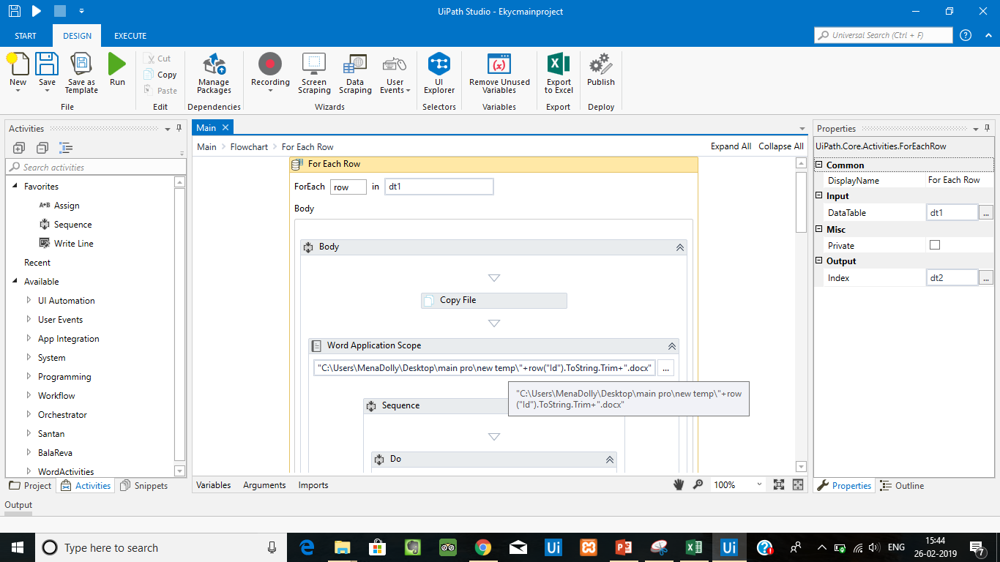 UiPath Studio - Ekycmainproject
START DESIGN EXECUTE
Universal Search (Ctrl + F)
New Save Save as Template Run
Cut
Copy
Paste
Manage Packages
Recording
Screen Scraping
Data Scraping
User Events
UI Explorer
Remove Unused Variables
Export to Excel
Publish
File Edit Dependencies Wizards Selectors Variables Export Deploy
Activities
Search activities
Favorites
A+B Assign
Sequence
Write Line
Recent
Available
UI Automation
User Events
App Integration
System
Programming
Workflow
Orchestrator
Santan
BalaReva
WordActivities
Project Activities Snippets
Main
Main Flowchart For Each Row
Expand All Collapse All
For Each Row
ForEach row in dt1
Body
Body
Copy File
Word Application Scope
"C:\Users\MenaDolly\Desktop\main pro\new temp\"+row("Id").ToString.Trim+".docx" ...
"C:\Users\MenaDolly\Desktop\main pro\new temp\"+row
("Id").ToString.Trim+".docx"
Sequence
Do
Variables Arguments Imports
100%
Properties
UiPath.Core.Activities.ForEachRow
Common
DisplayName For Each Row
Input
DataTable dt1 ...
Misc
Private
Output
Index dt2 ...
Properties Outline
Output
Type here to search
Ui
Ui
ENG
15:44
26-02-2019
7